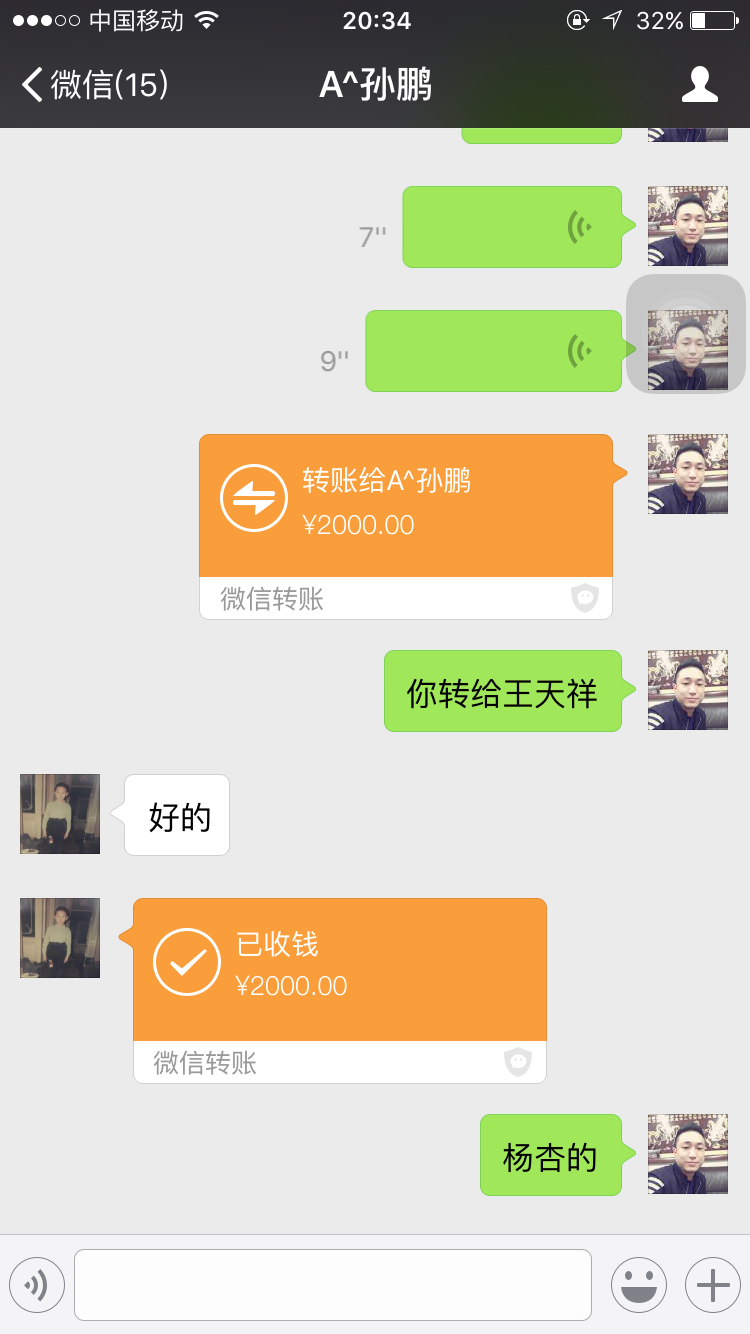 中国移动 20:34 32%
微信(15) A^孙鹏
7''
9''
转账给A^孙鹏
¥2000.00
微信转账
你转给王天祥
好的
已收钱
¥2000.00
微信转账
杨杏的